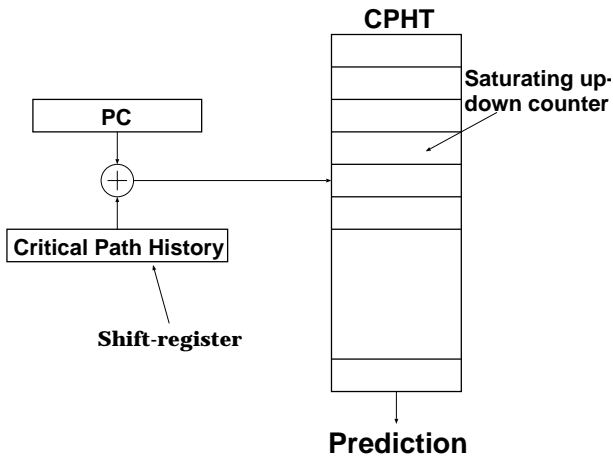 CPHT
Saturating up-
down counter
PC
Critical Path History
Shift-register
Prediction